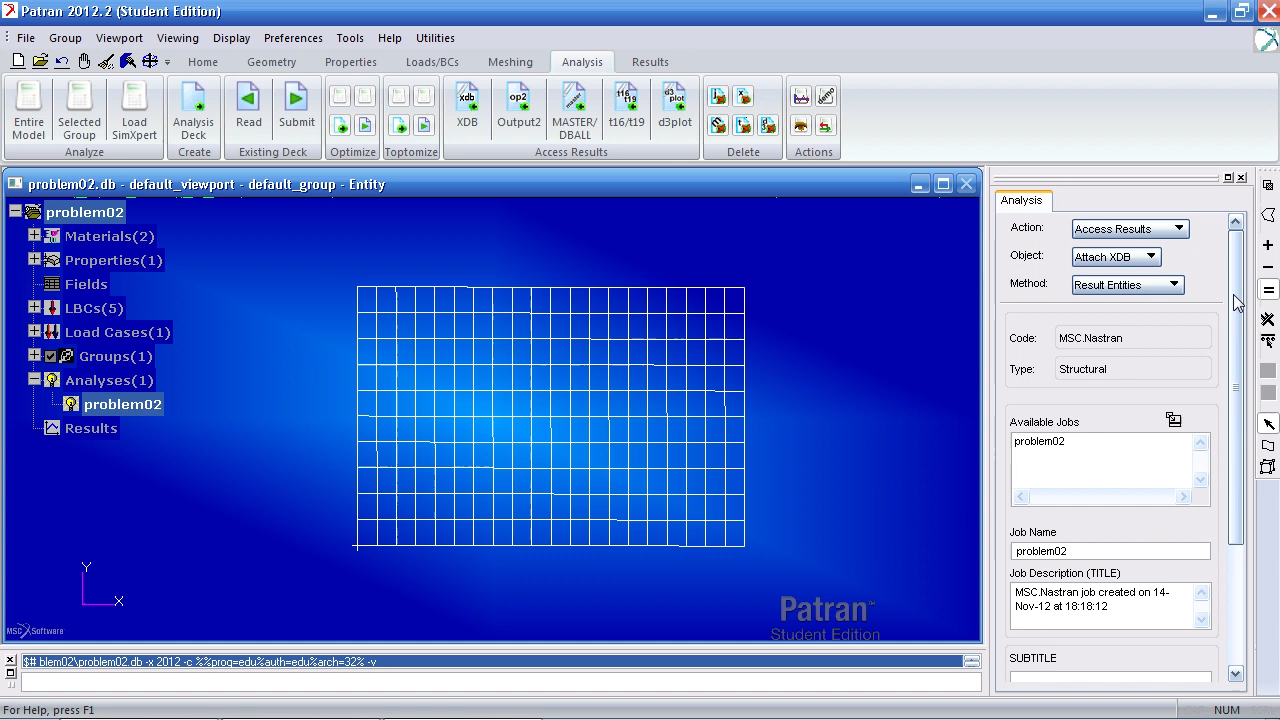 Patran 2012.2 (Student Edition)
File Group Viewport Viewing Display Preferences Tools Help Utilities
Home Geometry Properties Loads/BCs Meshing Analysis Results
Entire Model
Selected Group
Load SimXpert
Analysis Deck
Read
Submit
xdb
XDB
op2
Output2
master
MASTER/DBALL
t16
t19
t16/t19
d3
plot
d3plot
Analyze
Create
Existing Deck
Optimize
Toptomize
Access Results
Delete
Actions
problem02.db - default_viewport - default_group - Entity
problem02
Materials(2)
Properties(1)
Fields
LBCs(5)
Load Cases(1)
Groups(1)
Analyses(1)
problem02
Results
Y
X
MSC Software
Patran™
Student Edition
Analysis
Action: Access Results
Object: Attach XDB
Method: Result Entities
Code: MSC.Nastran
Type: Structural
Available Jobs
problem02
Job Name
problem02
Job Description (TITLE)
MSC.Nastran job created on 14-
Nov-12 at 18:18:12
SUBTITLE
$# blem02\problem02.db -x 2012 -c %%prog=edu%auth=edu%arch=32% -v
For Help, press F1
NUM